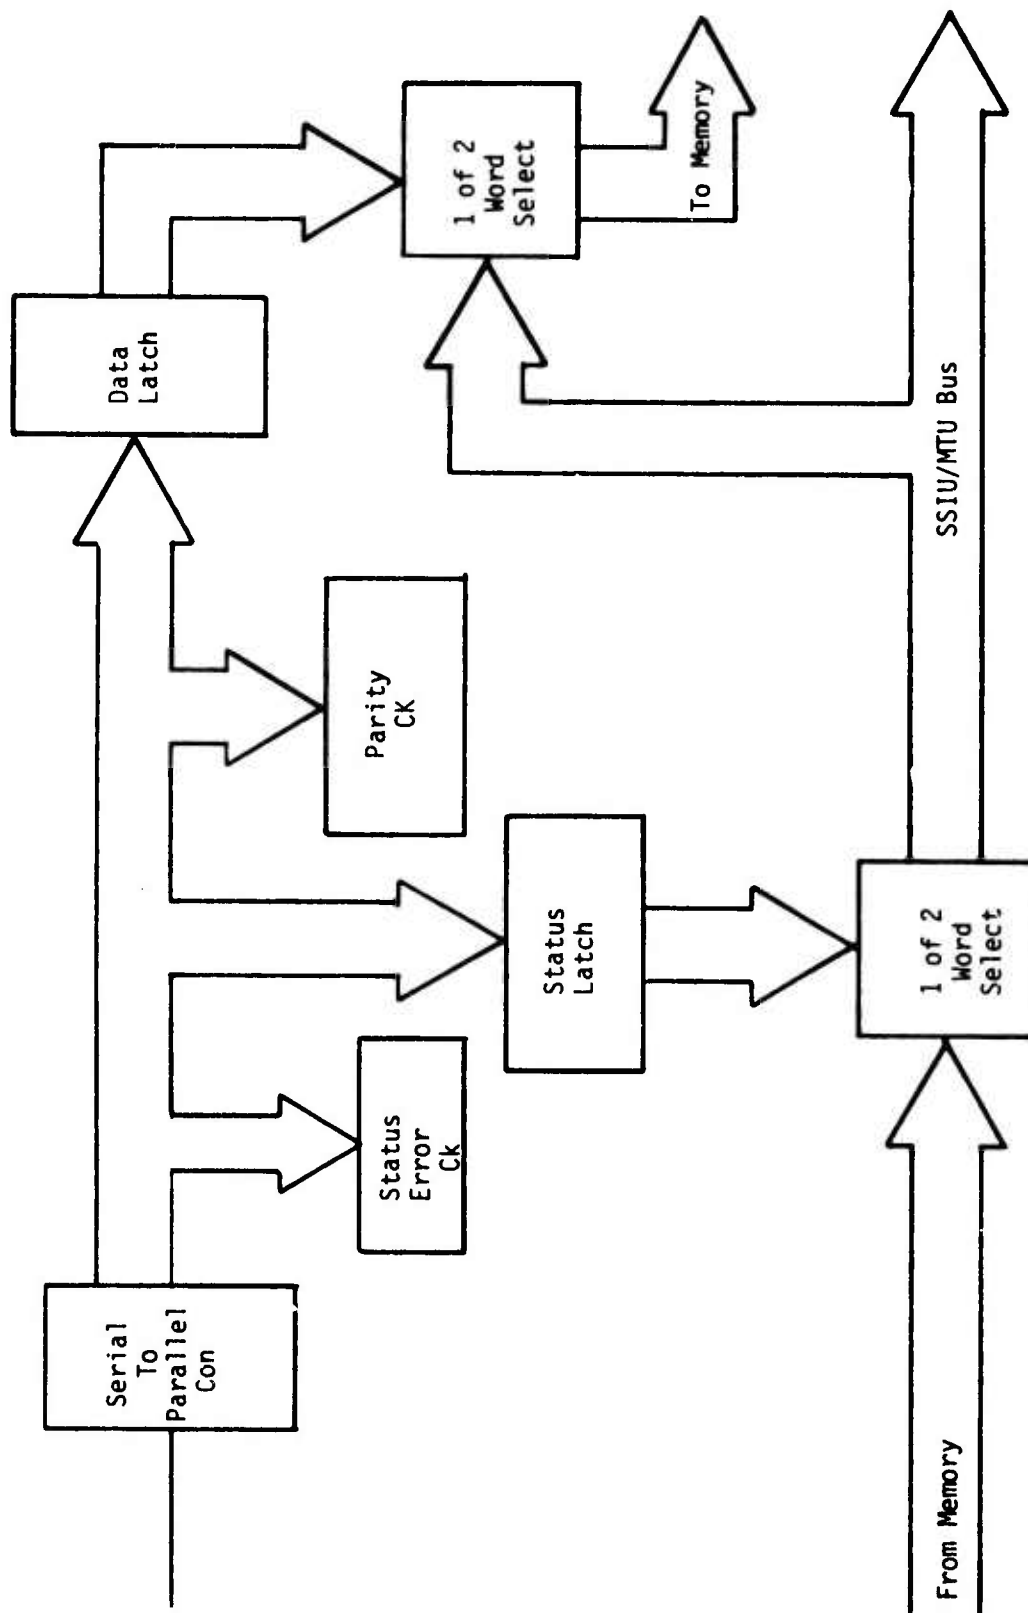 Serial
To
Parallel
Con
Data
Latch
Status
Error
Ck
Parity
CK
1 of 2
Word
Select
Status
Latch
To Memory
From Memory
1 of 2
Word
Select
SSIU/MTU Bus